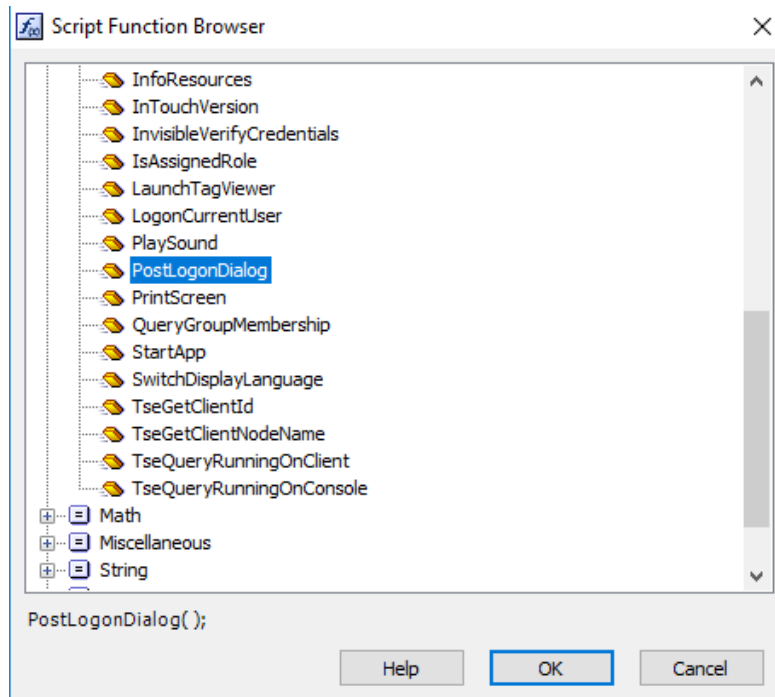 Script Function Browser
InfoResources
InTouchVersion
InvisibleVerifyCredentials
IsAssignedRole
LaunchTagViewer
LogonCurrentUser
PlaySound
PostLogonDialog
PrintScreen
QueryGroupMembership
StartApp
SwitchDisplayLanguage
TseGetClientId
TseGetClientNodeName
TseQueryRunningOnClient
TseQueryRunningOnConsole
Math
Miscellaneous
String
PostLogonDialog( );
Help OK Cancel